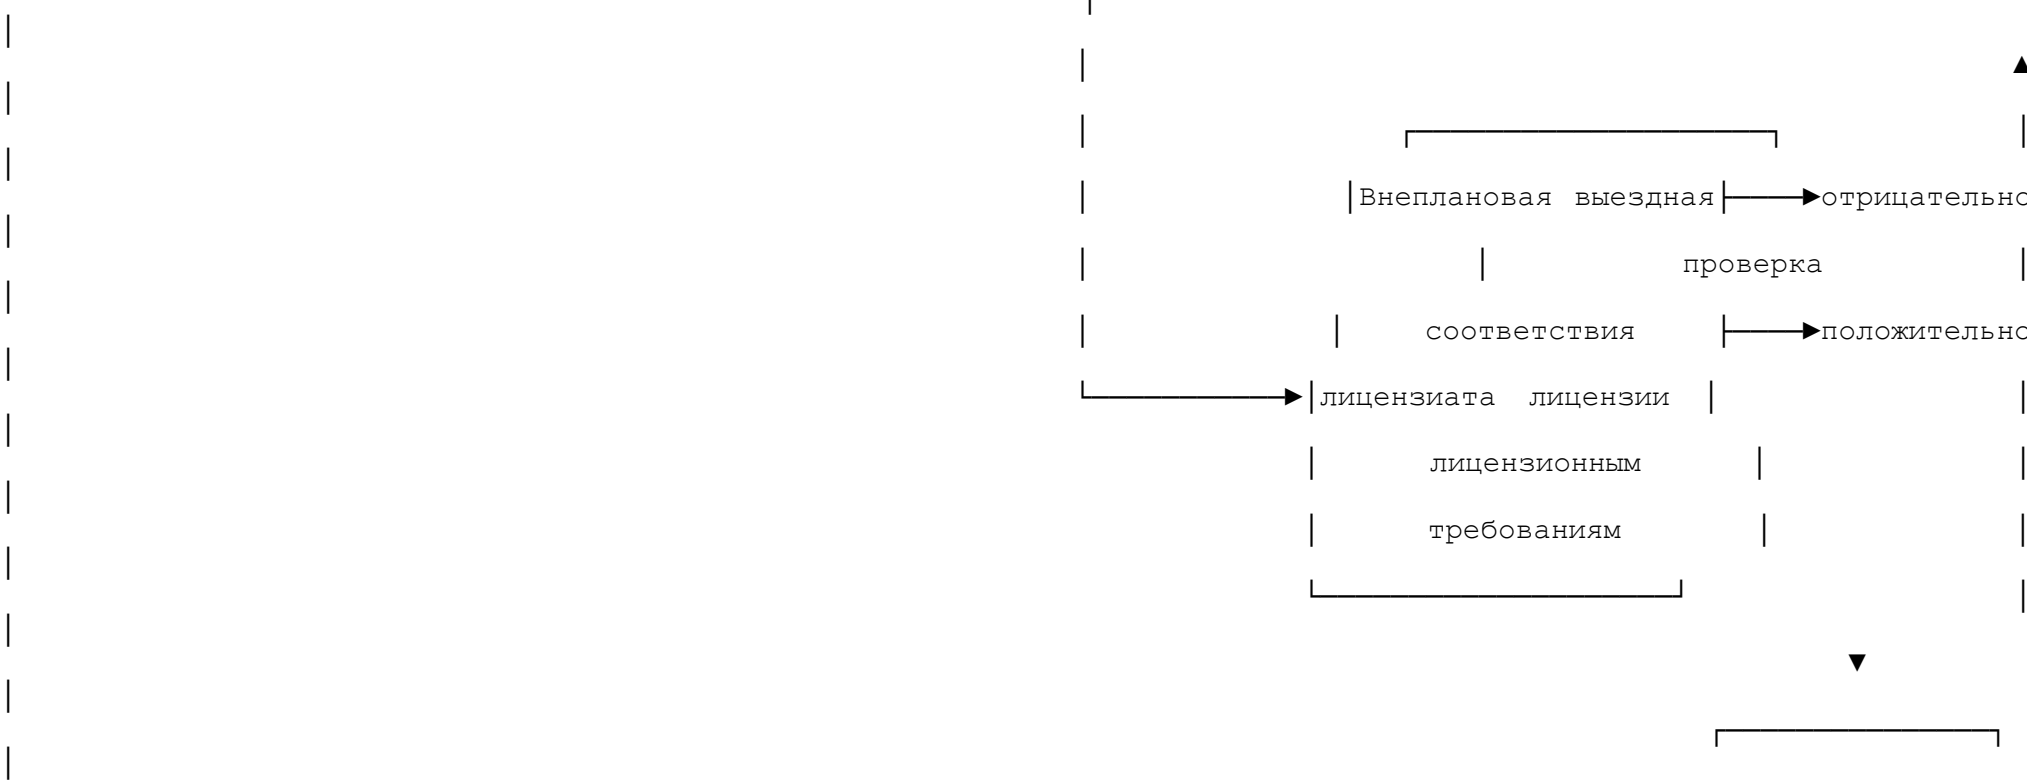 Внеплановая выездная отрицательно
проверка
соответствия положительно
лицензиата лицензии
лицензионным
требованиям